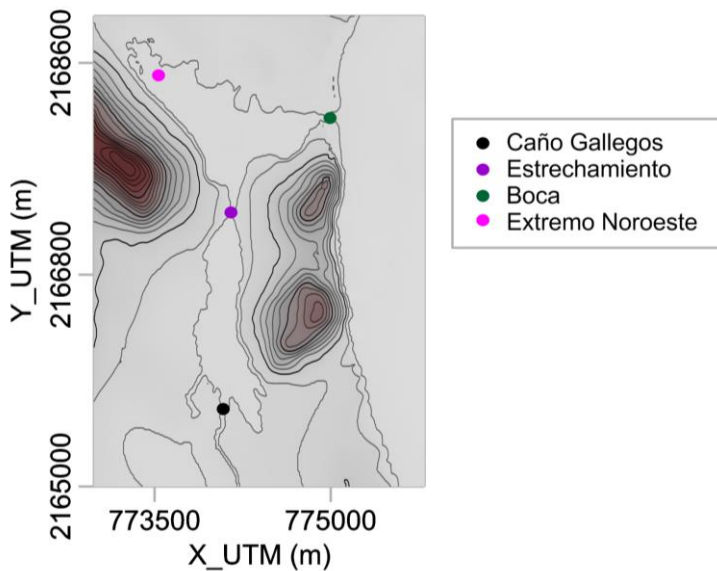 2168600
2166800
2165000
Y_UTM (m)
773500
775000
X_UTM (m)
Caño Gallegos
Estrechamiento
Boca
Extremo Noroeste